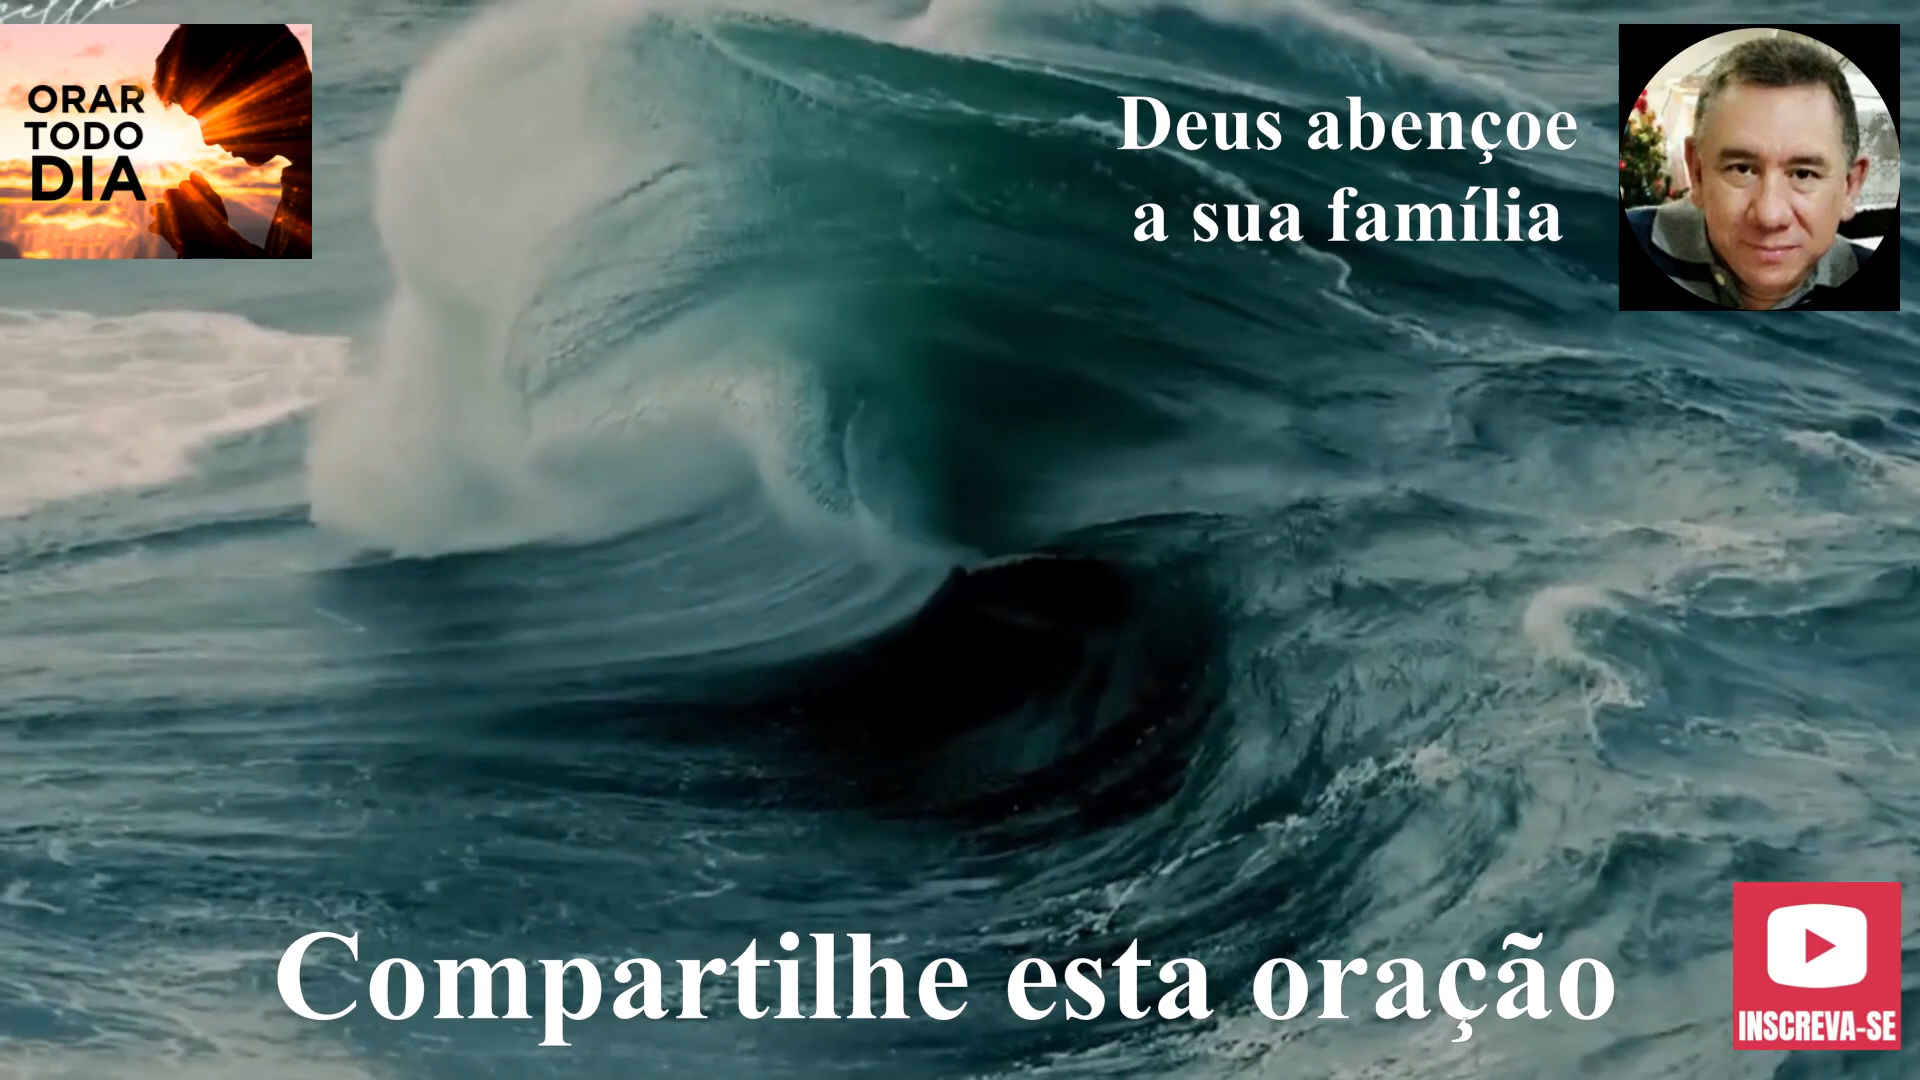 ORAR
TODO
DIA
Deus abençoe
a sua família
Compartilhe esta oração
INSCREVA-SE